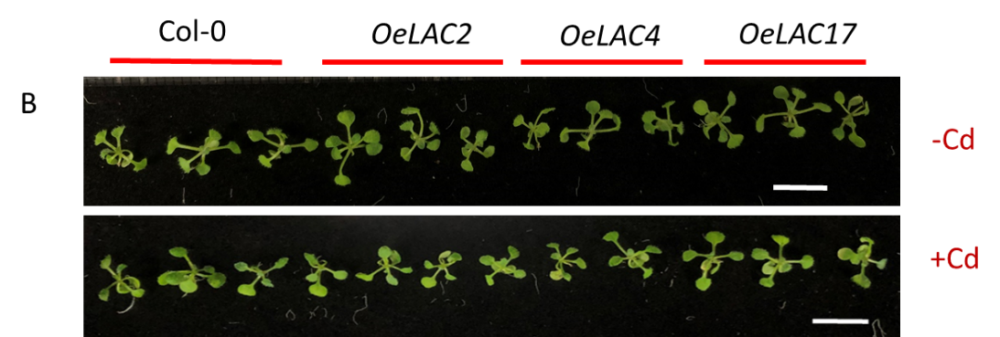 Col-0 OeLAC2 OeLAC4 OeLAC17
B
-Cd
+Cd